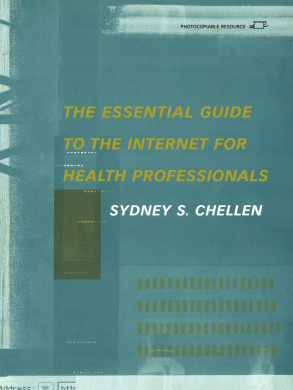 PHOTOCOPIABLE RESOURCE
THE ESSENTIAL GUIDE
TO THE INTERNET FOR
HEALTH PROFESSIONALS
SYDNEY S. CHELLEN
Address:
http